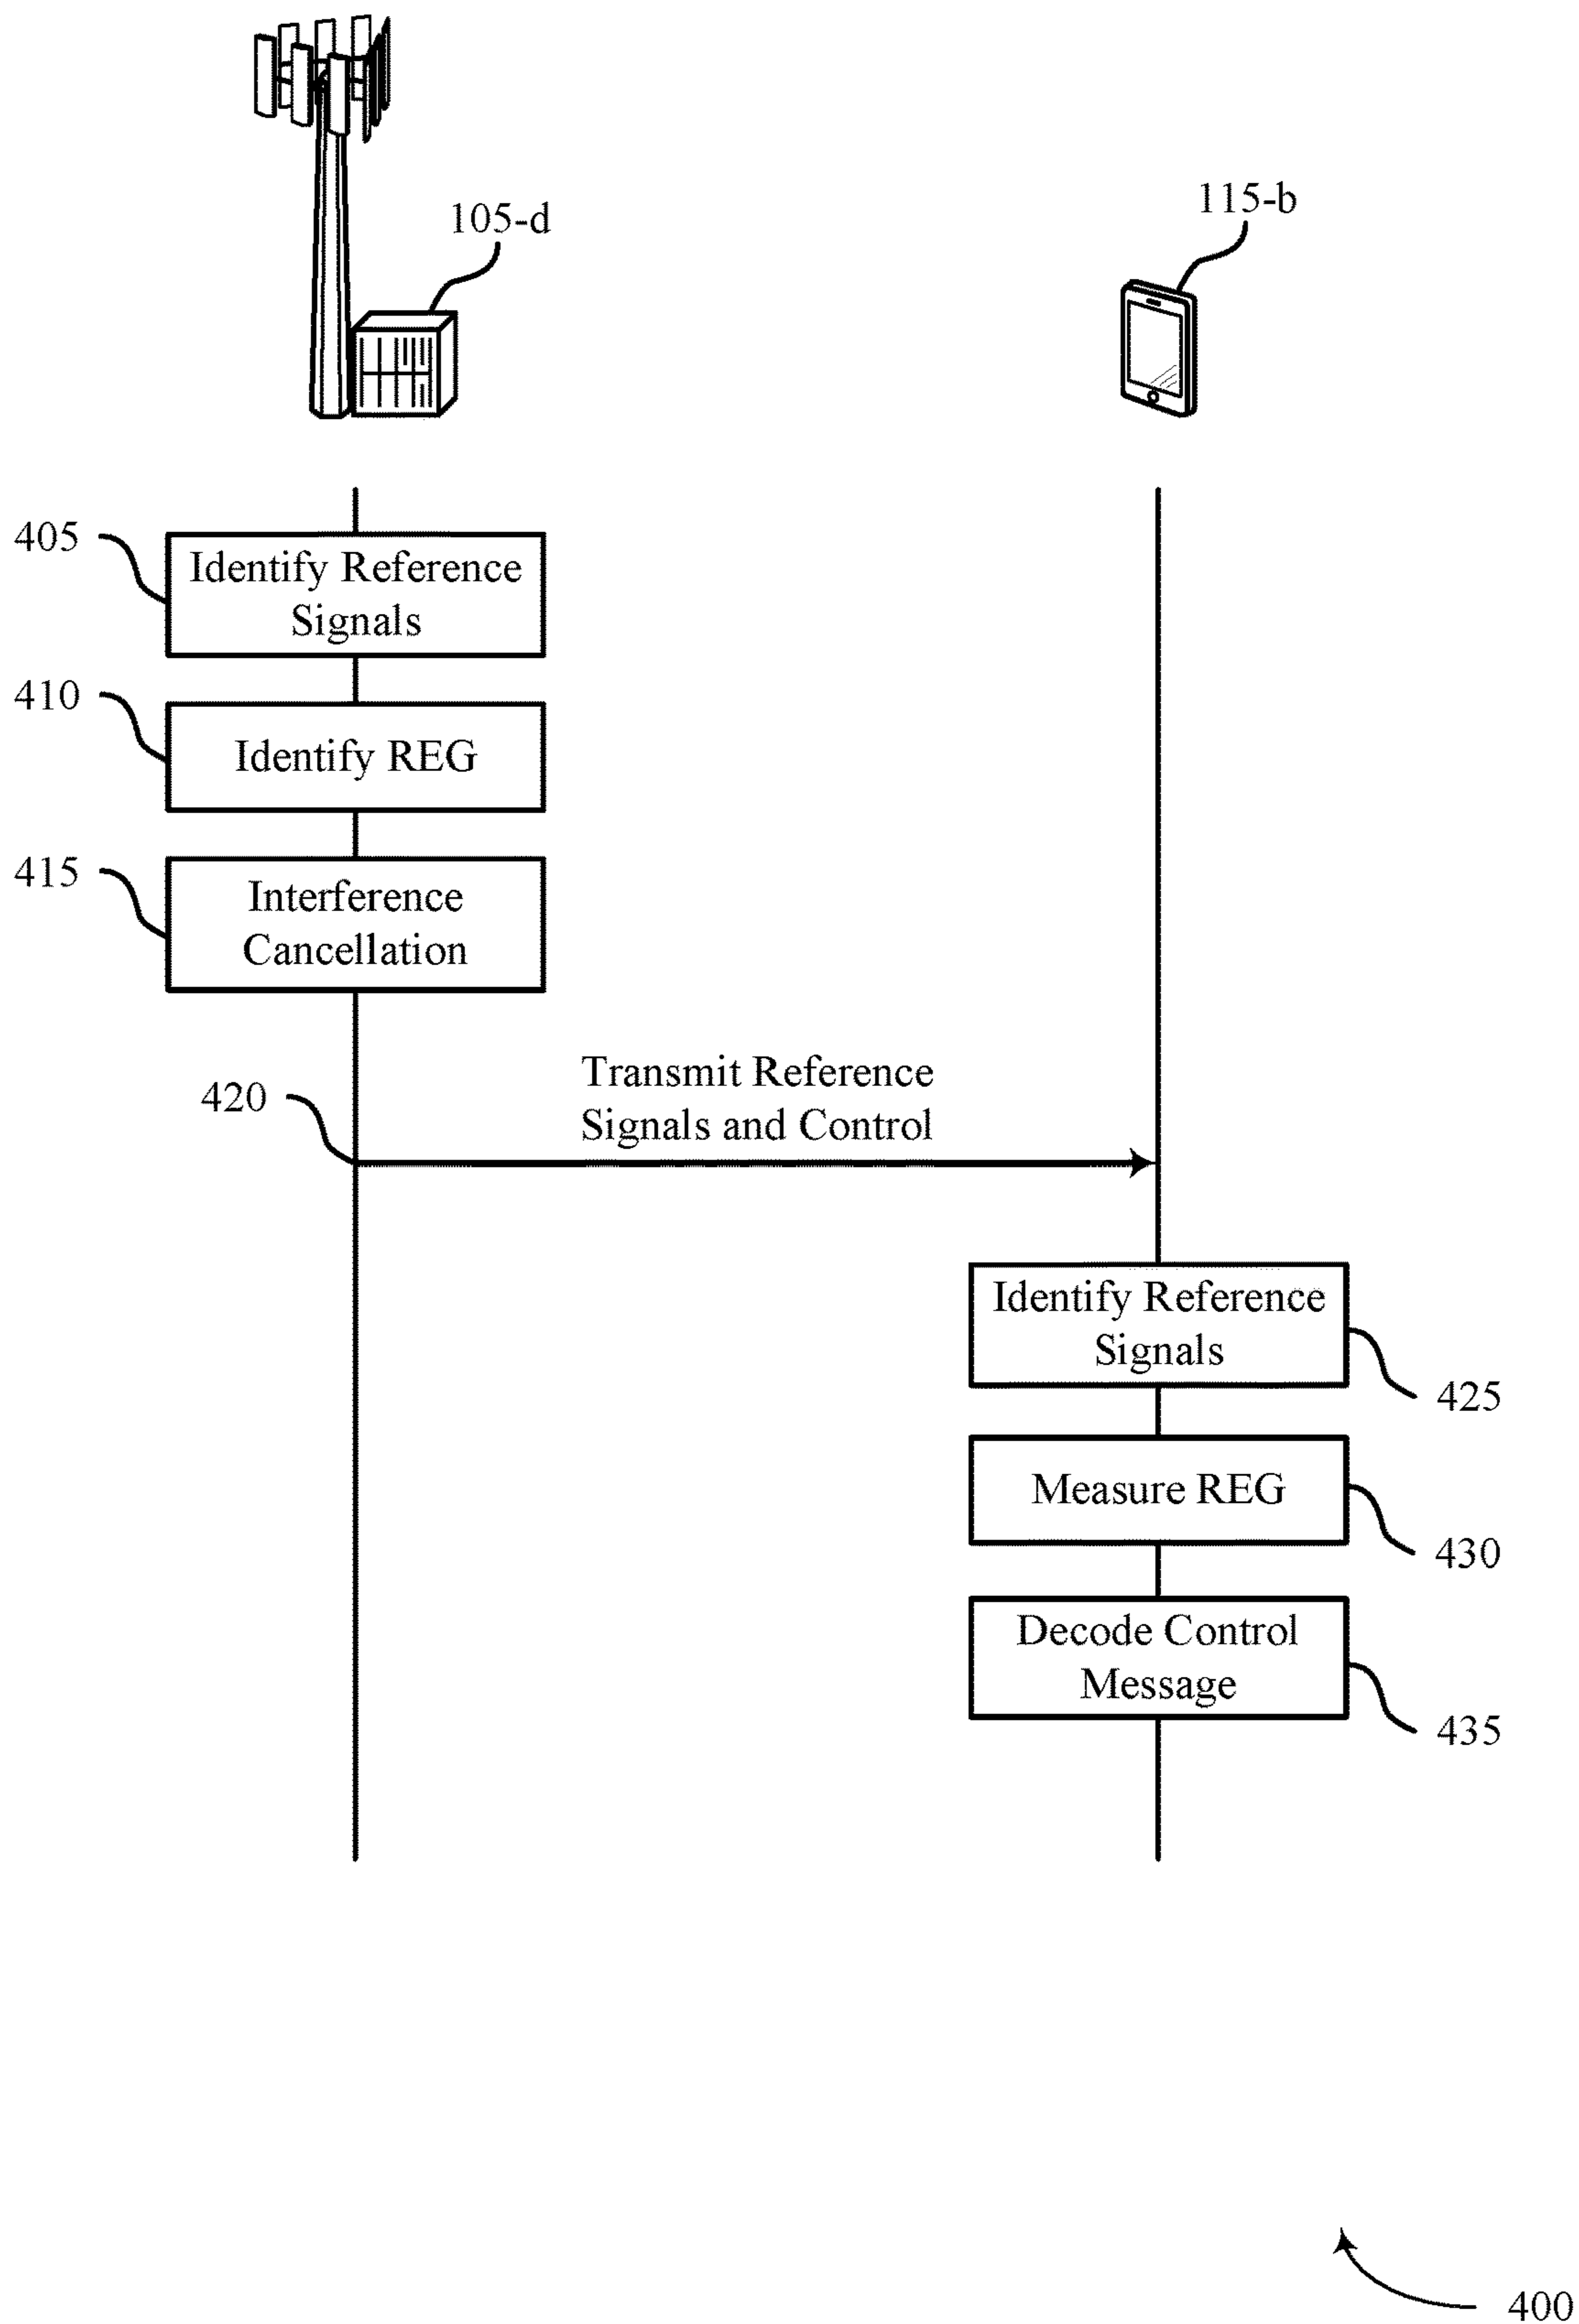 105-d
115-b
405
Identify Reference
Signals
410
Identify REG
415
Interference
Cancellation
Transmit Reference
Signals and Control
420
Identify Reference
Signals
425
Measure REG
430
Decode Control
Message
435
400